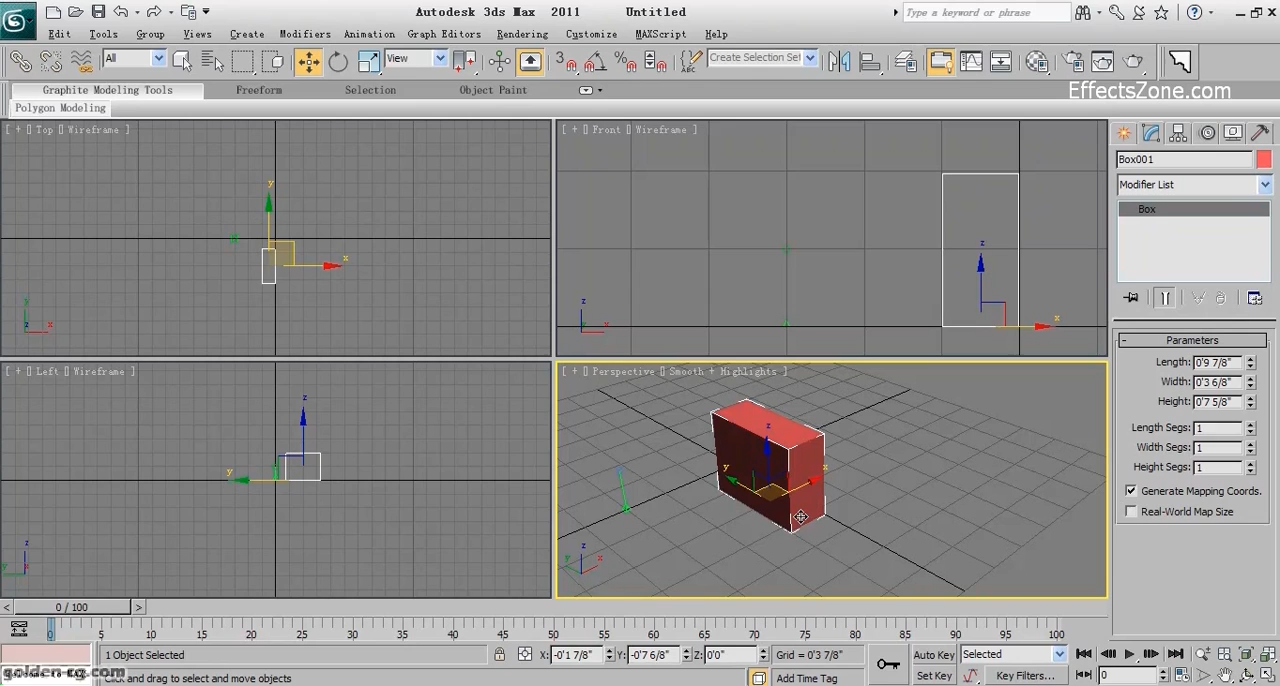 Autodesk 3ds Max 2011 Untitled
Type a keyword or phrase
Edit Tools Group Views Create Modifiers Animation Graph Editors Rendering Customize MAXScript Help
All View Create Selection Se
Graphite Modeling Tools Freeform Selection Object Paint
EffectsZone.com
Polygon Modeling
[ + [] Top [] Wireframe ]
[ + [] Front [] Wireframe ]
Box001
Modifier List
Box
y
x
z
x
Parameters
Length: 0'9 7/8"
Width: 0'3 6/8"
Height: 0'7 5/8"
Length Segs: 1
Width Segs: 1
Height Segs: 1
Generate Mapping Coords.
Real-World Map Size
[ + [] Left [] Wireframe ]
[ + [] Perspective [] Smooth + Highlights ]
z
y
z
y
x
< 0 / 100 >
0 5 10 15 20 25 30 35 40 45 50 55 60 65 70 75 80 85 90 95 100
1 Object Selected
X: -0'1 7/8" Y: -0'7 6/8" Z: 0'0" Grid = 0'3 7/8"
Auto Key Selected
golden-rg.com
Click and drag to select and move objects
Add Time Tag
Set Key Key Filters... 0